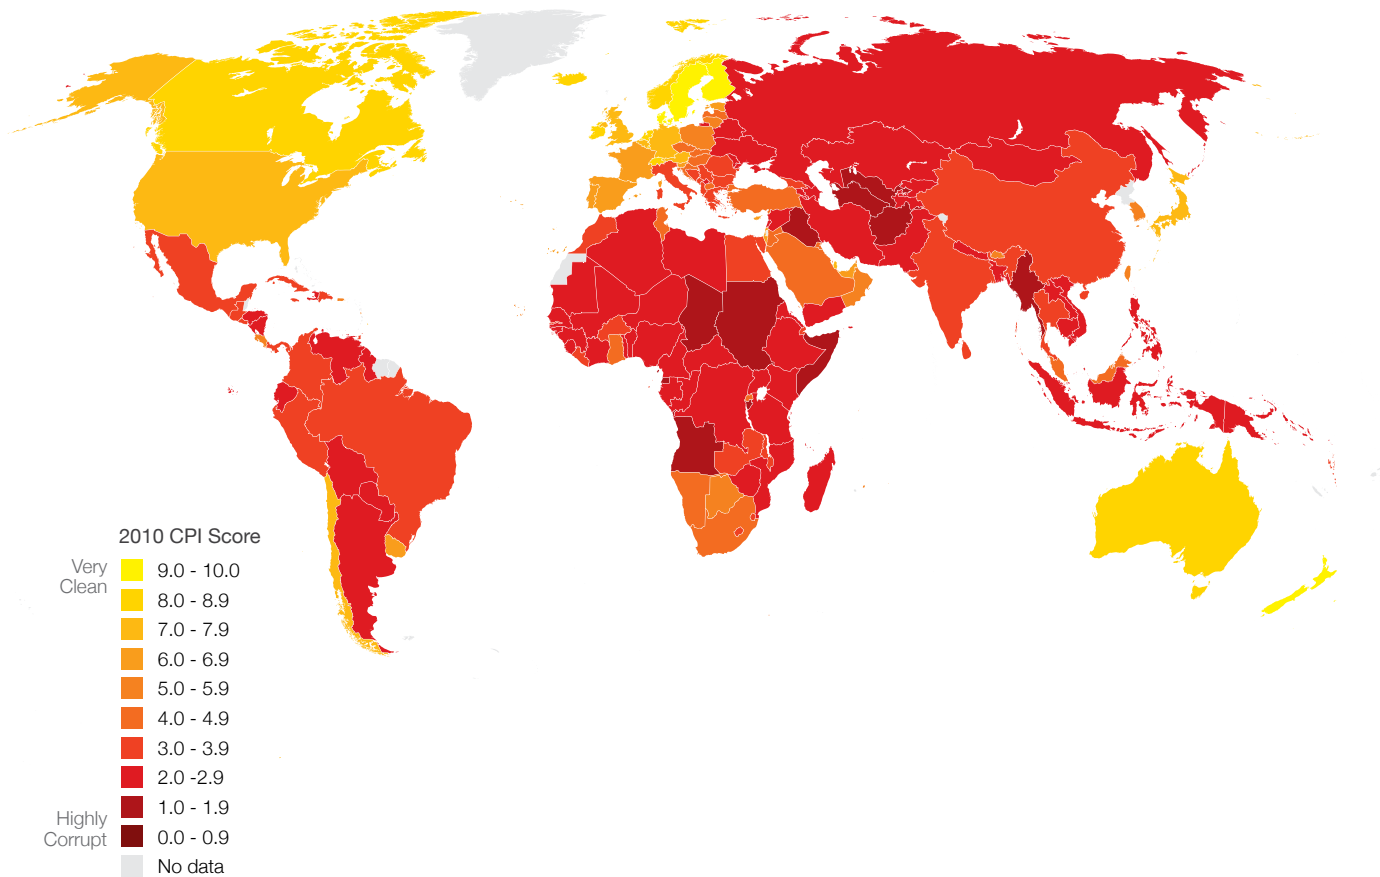 2010 CPI Score
Very
Clean
9.0 - 10.0
8.0 - 8.9
7.0 - 7.9
6.0 - 6.9
5.0 - 5.9
4.0 - 4.9
3.0 - 3.9
2.0 -2.9
1.0 - 1.9
Highly
Corrupt
0.0 - 0.9
No data